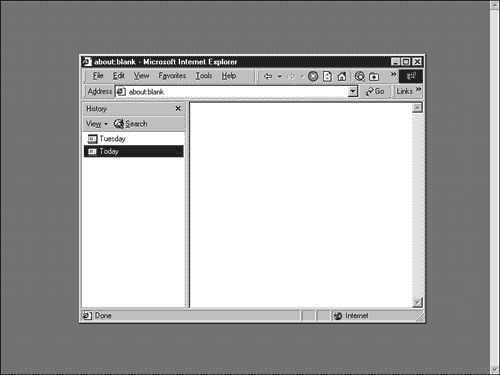 about:blank - Microsoft Internet Explorer
File Edit View Favorites Tools Help »
Address about:blank Go Links »
History
View Search
Tuesday
Today
Done Internet